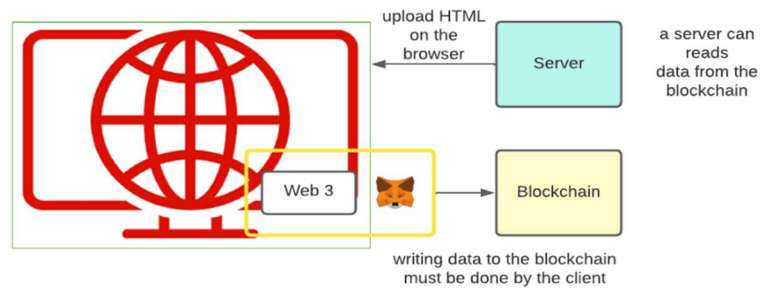 upload HTML
on the
browser
Server
a server can
reads
data from the
blockchain
Web 3
Blockchain
writing data to the blockchain
must be done by the client